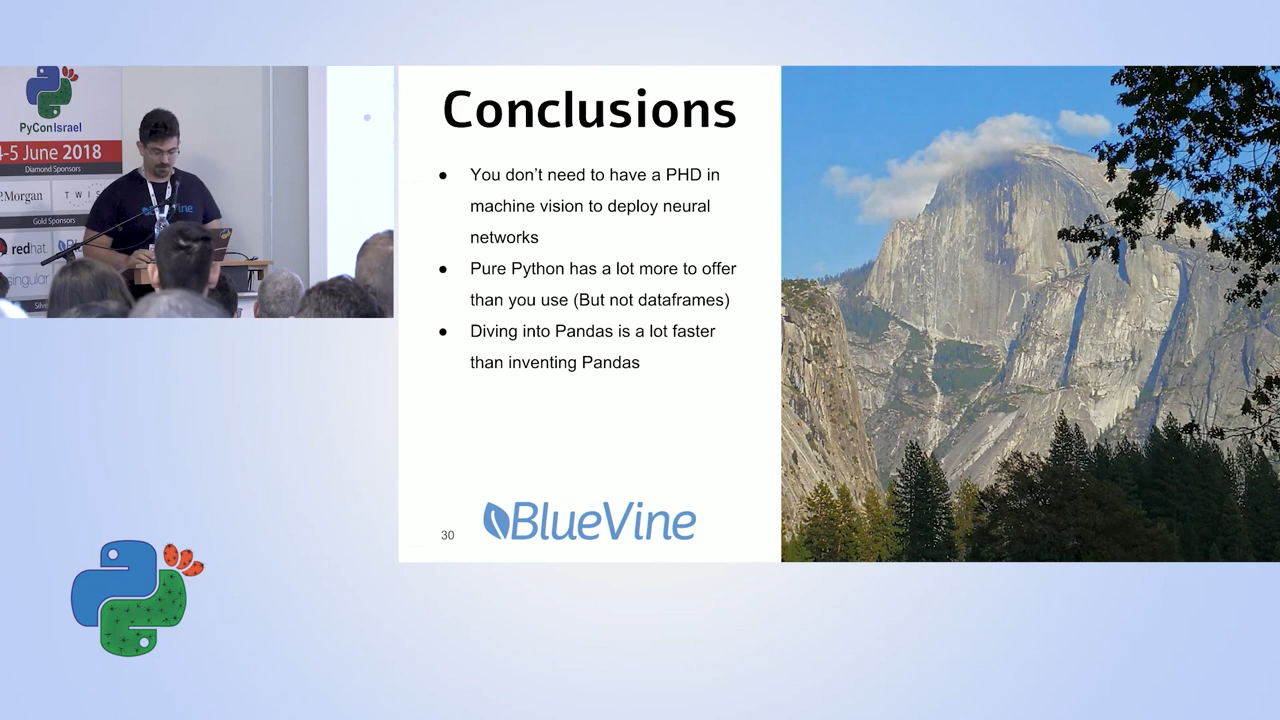 PyConIsrael
4-5 June 2018
Diamond Sponsors
Gold Sponsors
redhat.
Conclusions
● You don’t need to have a PHD in
machine vision to deploy neural
networks
● Pure Python has a lot more to offer
than you use (But not dataframes)
● Diving into Pandas is a lot faster
than inventing Pandas
30
BlueVine